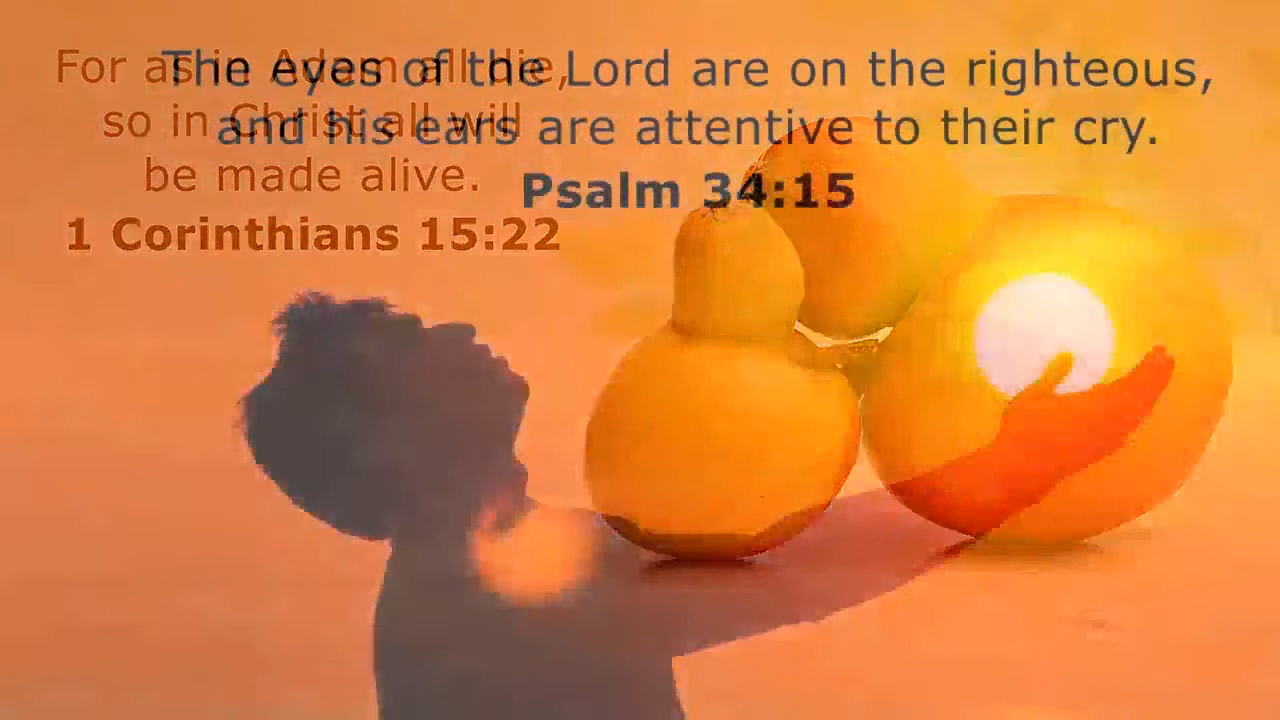 For as in Adam all die,
so in Christ all will
be made alive.
1 Corinthians 15:22
The eyes of the Lord are on the righteous,
and his ears are attentive to their cry.
Psalm 34:15